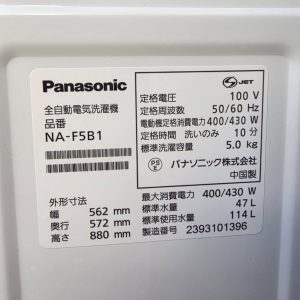 Panasonic
全自動電気洗濯機
品番
NA-F5B1
外形寸法
幅 562 mm
奥行 572 mm
高さ 880 mm
S JET
定格電圧 100 V
定格周波数 50/60 Hz
電動機定格消費電力 400/430 W
定格時間 洗いのみ 10 分
標準洗濯容量 5.0 kg
PS E
パナソニック株式会社
中国製
最大消費電力 400/430 W
標準水量 47 L
標準使用水量 114 L
製造番号 2393101396